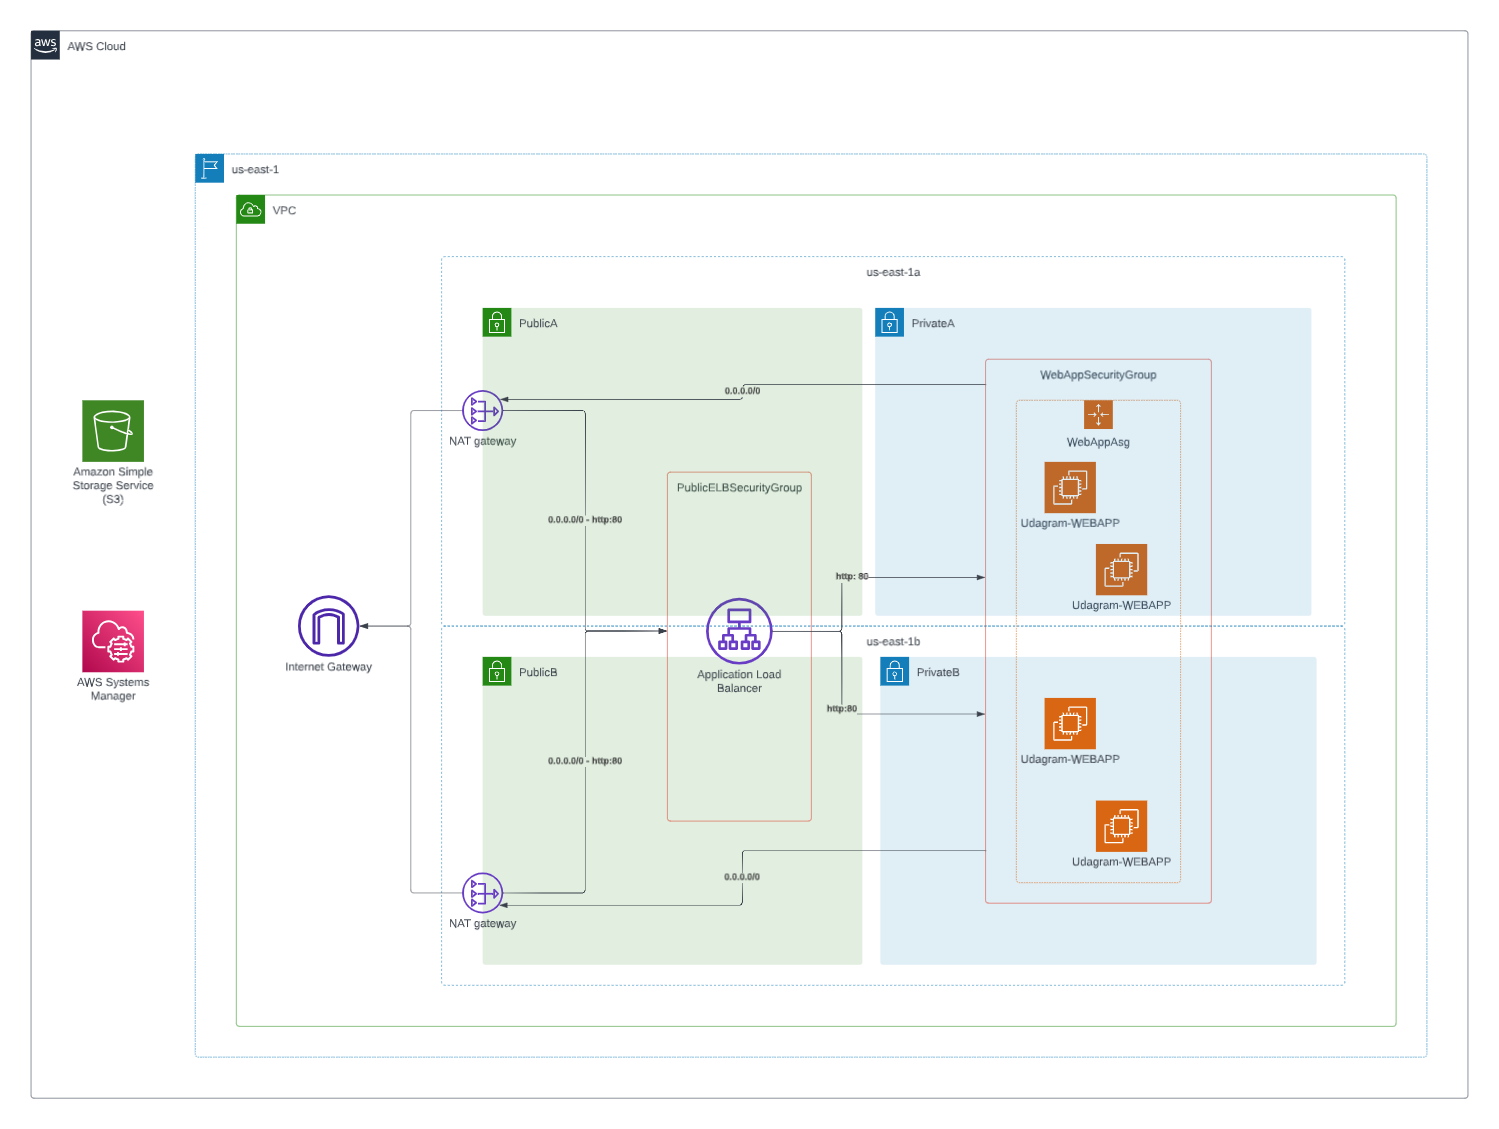 aws
AWS Cloud
us-east-1
VPC
us-east-1a
PublicA
PrivateA
WebAppSecurityGroup
0.0.0.0/0
WebAppAsg
NAT gateway
Amazon Simple
Storage Service
(S3)
PublicELBSecurityGroup
0.0.0.0/0 - http:80
Udagram-WEBAPP
http: 80
Udagram-WEBAPP
us-east-1b
Internet Gateway
PublicB
PrivateB
Application Load
Balancer
AWS Systems
Manager
http:80
0.0.0.0/0 - http:80
Udagram-WEBAPP
Udagram-WEBAPP
0.0.0.0/0
NAT gateway